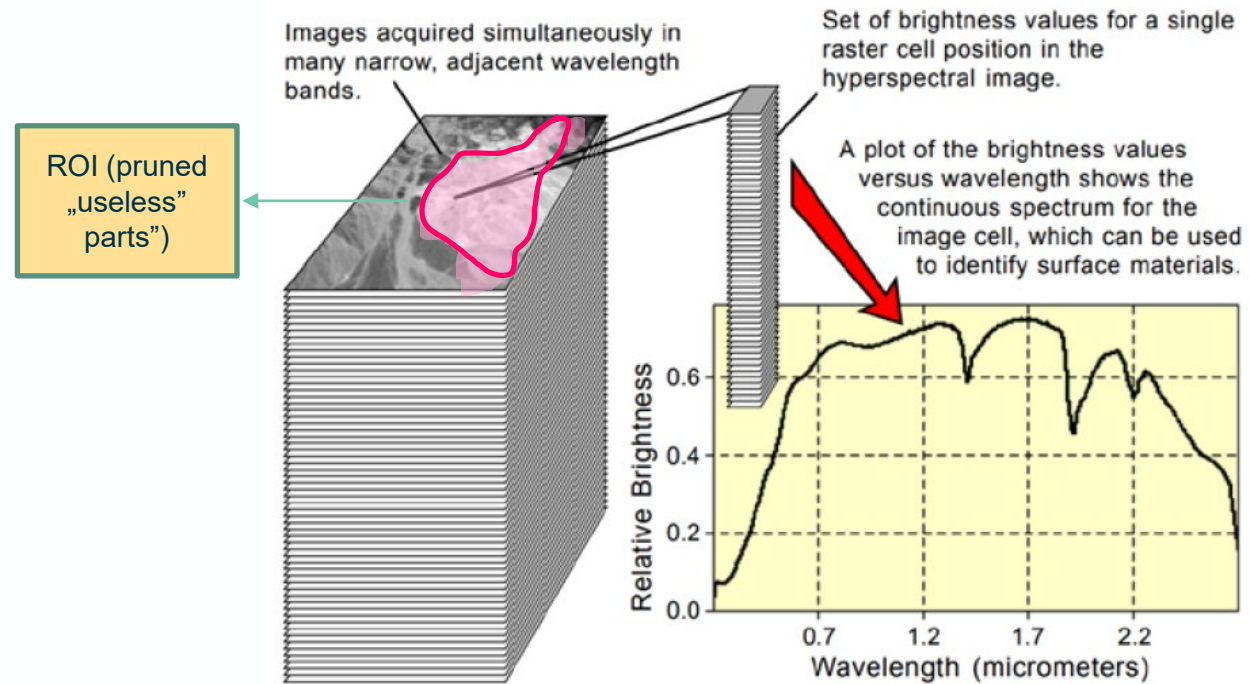 Images acquired simultaneously in
many narrow, adjacent wavelength
bands.
Set of brightness values for a single
raster cell position in the
hyperspectral image.
ROI (pruned
„useless”
parts”)
A plot of the brightness values
versus wavelength shows the
continuous spectrum for the
image cell, which can be used
to identify surface materials.
Relative Brightness
0.6
0.4
0.2
0.0
0.7 1.2 1.7 2.2
Wavelength (micrometers)